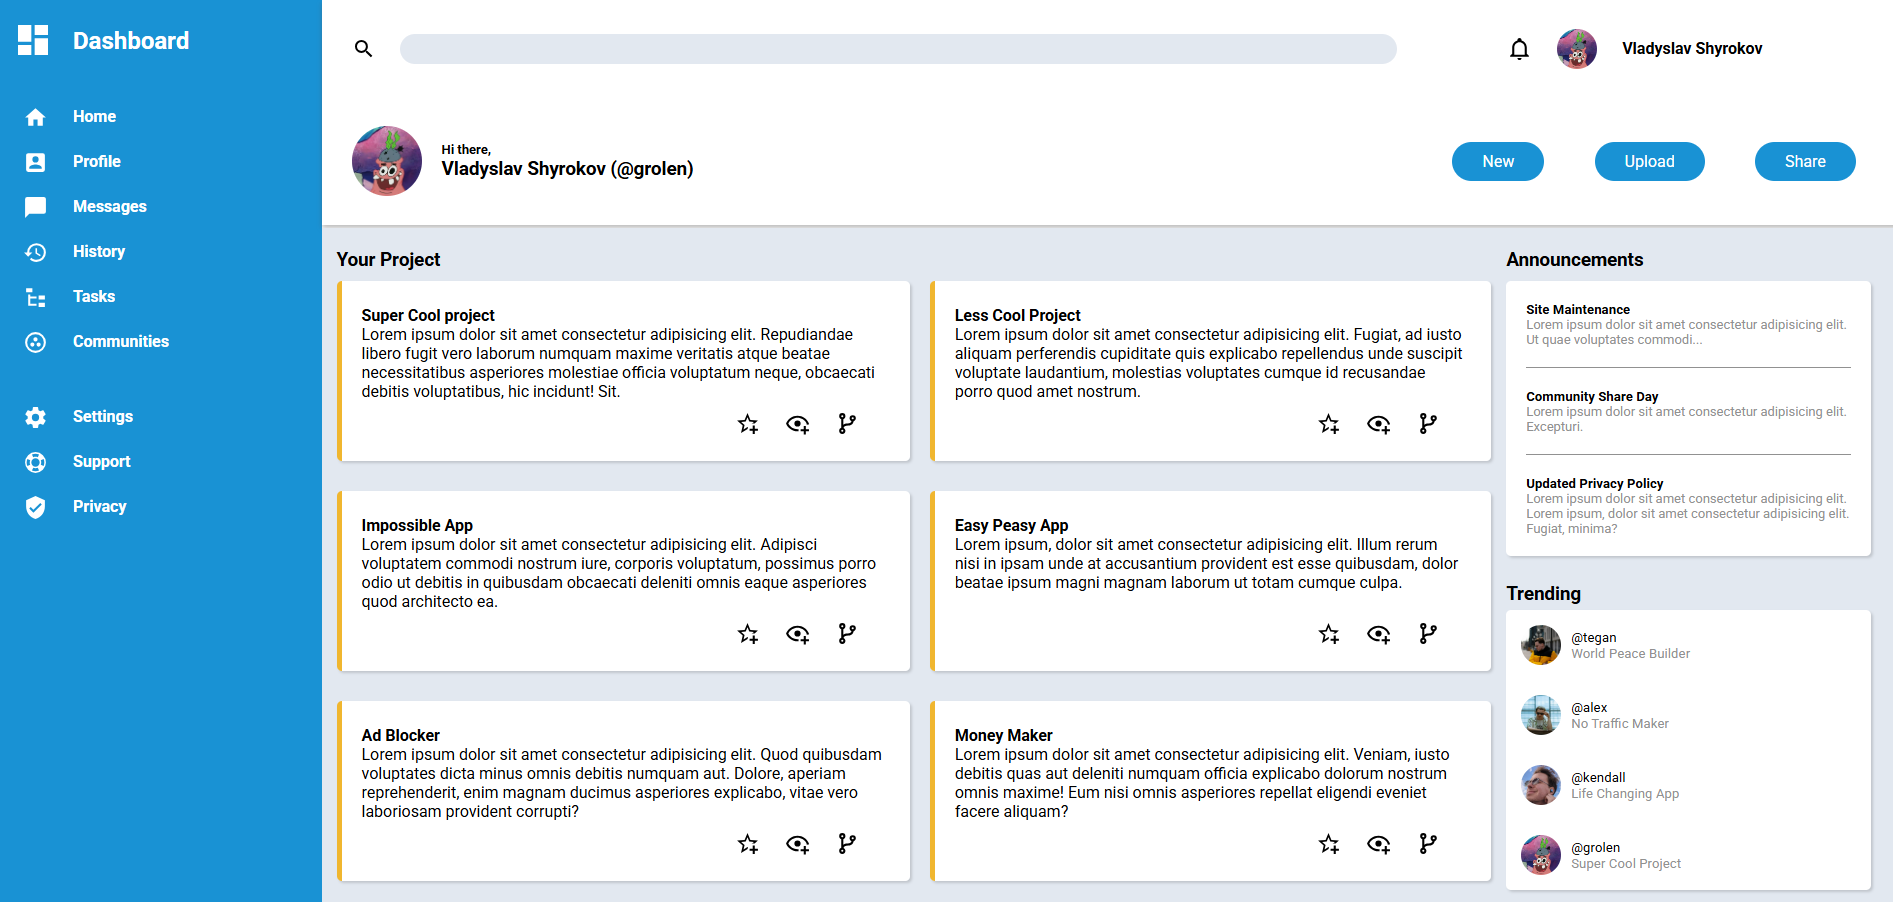 Dashboard
Home
Profile
Messages
History
Tasks
Communities
Settings
Support
Privacy
Vladyslav Shyrokov
Hi there,
Vladyslav Shyrokov (@grolen)
New
Upload
Share
Your Project
Super Cool project
Lorem ipsum dolor sit amet consectetur adipisicing elit. Repudiandae
libero fugit vero laborum numquam maxime veritatis atque beatae
necessitatibus asperiores molestiae officia voluptatum neque, obcaecati
debitis voluptatibus, hic incidunt! Sit.
Less Cool Project
Lorem ipsum dolor sit amet consectetur adipisicing elit. Fugiat, ad iusto
aliquam perferendis cupiditate quis explicabo repellendus unde suscipit
voluptate laudantium, molestias voluptates cumque id recusandae
porro quod amet nostrum.
Impossible App
Lorem ipsum dolor sit amet consectetur adipisicing elit. Adipisci
voluptatem commodi nostrum iure, corporis voluptatum, possimus porro
odio ut debitis in quibusdam obcaecati deleniti omnis eaque asperiores
quod architecto ea.
Easy Peasy App
Lorem ipsum, dolor sit amet consectetur adipisicing elit. Illum rerum
nisi in ipsam unde at accusantium provident est esse quibusdam, dolor
beatae ipsum magni magnam laborum ut totam cumque culpa.
Ad Blocker
Lorem ipsum dolor sit amet consectetur adipisicing elit. Quod quibusdam
voluptates dicta minus omnis debitis numquam aut. Dolore, aperiam
reprehenderit, enim magnam ducimus asperiores explicabo, vitae vero
laboriosam provident corrupti?
Money Maker
Lorem ipsum dolor sit amet consectetur adipisicing elit. Veniam, iusto
debitis quas aut deleniti numquam officia explicabo dolorum nostrum
omnis maxime! Eum nisi omnis asperiores repellat eligendi eveniet
facere aliquam?
Announcements
Site Maintenance
Lorem ipsum dolor sit amet consectetur adipisicing elit.
Ut quae voluptates commodi...
Community Share Day
Lorem ipsum dolor sit amet consectetur adipisicing elit.
Excepturi.
Updated Privacy Policy
Lorem ipsum dolor sit amet consectetur adipisicing elit.
Lorem ipsum, dolor sit amet consectetur adipisicing elit.
Fugiat, minima?
Trending
@tegan
World Peace Builder
@alex
No Traffic Maker
@kendall
Life Changing App
@grolen
Super Cool Project